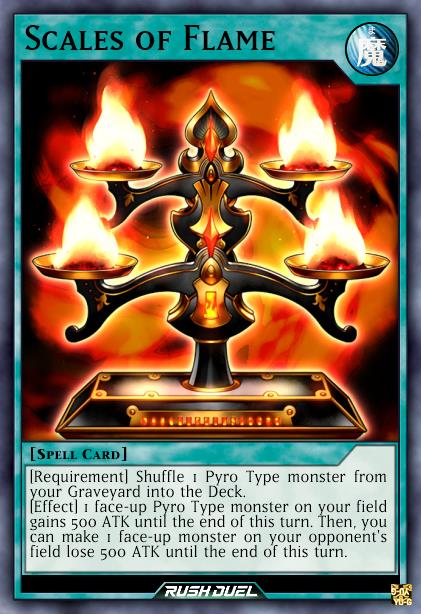 Scales of Flame
ま
魔
[Spell Card]
[Requirement] Shuffle 1 Pyro Type monster from
your Graveyard into the Deck.
[Effect] 1 face-up Pyro Type monster on your field
gains 500 ATK until the end of this turn. Then, you
can make 1 face-up monster on your opponent's
field lose 500 ATK until the end of this turn.
RUSH DUEL